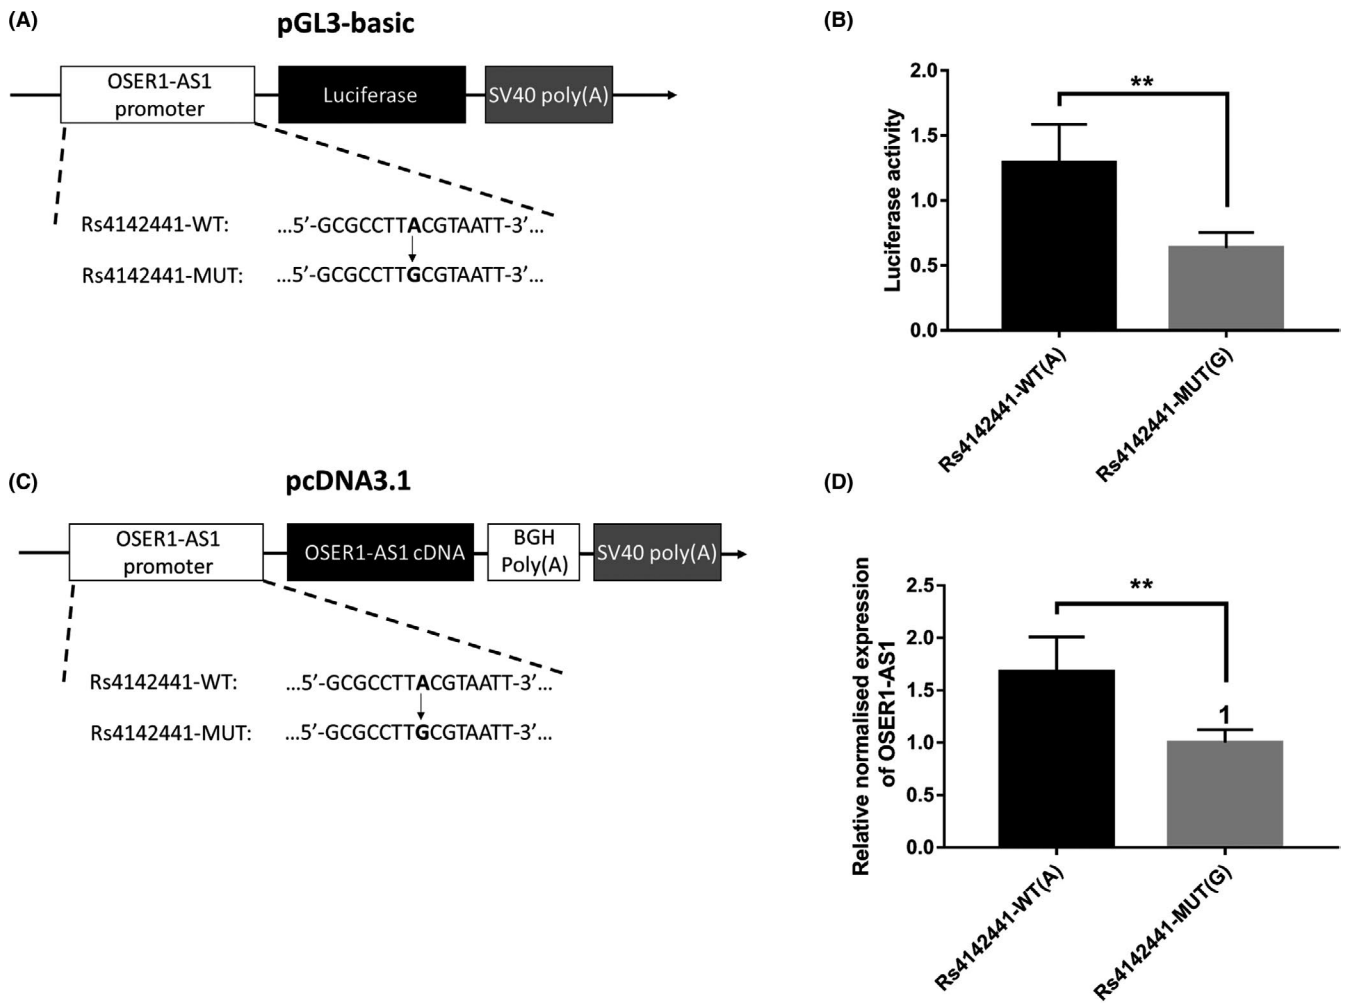 (A)
pGL3-basic
OSER1-AS1
promoter
Luciferase
SV40 poly(A)
Rs4142441-WT: ...5’-GCGCCTTACGTAATT-3’...
Rs4142441-MUT: ...5’-GCGCCTTGCGTAATT-3’...
(B)
Luciferase activity
2.0
1.5
1.0
0.5
0.0
**
Rs4142441-WT(A)
Rs4142441-MUT(G)
(C)
pcDNA3.1
OSER1-AS1
promoter
OSER1-AS1 cDNA
BGH
Poly(A)
SV40 poly(A)
Rs4142441-WT: ...5’-GCGCCTTACGTAATT-3’...
Rs4142441-MUT: ...5’-GCGCCTTGCGTAATT-3’...
(D)
Relative normalised expression
of OSER1-AS1
2.5
2.0
1.5
1.0
0.5
0.0
**
1
Rs4142441-WT(A)
Rs4142441-MUT(G)